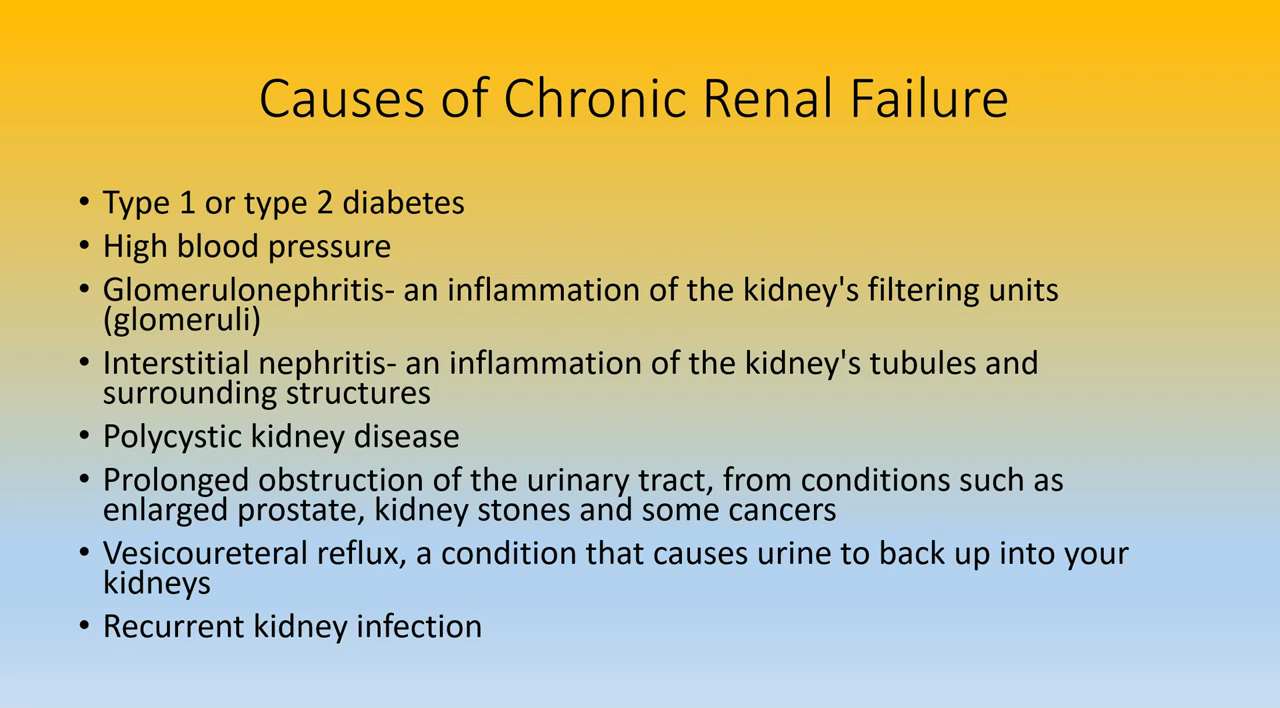 Causes of Chronic Renal Failure
• Type 1 or type 2 diabetes
• High blood pressure
• Glomerulonephritis- an inflammation of the kidney's filtering units
(glomeruli)
• Interstitial nephritis- an inflammation of the kidney's tubules and
surrounding structures
• Polycystic kidney disease
• Prolonged obstruction of the urinary tract, from conditions such as
enlarged prostate, kidney stones and some cancers
• Vesicoureteral reflux, a condition that causes urine to back up into your
kidneys
• Recurrent kidney infection